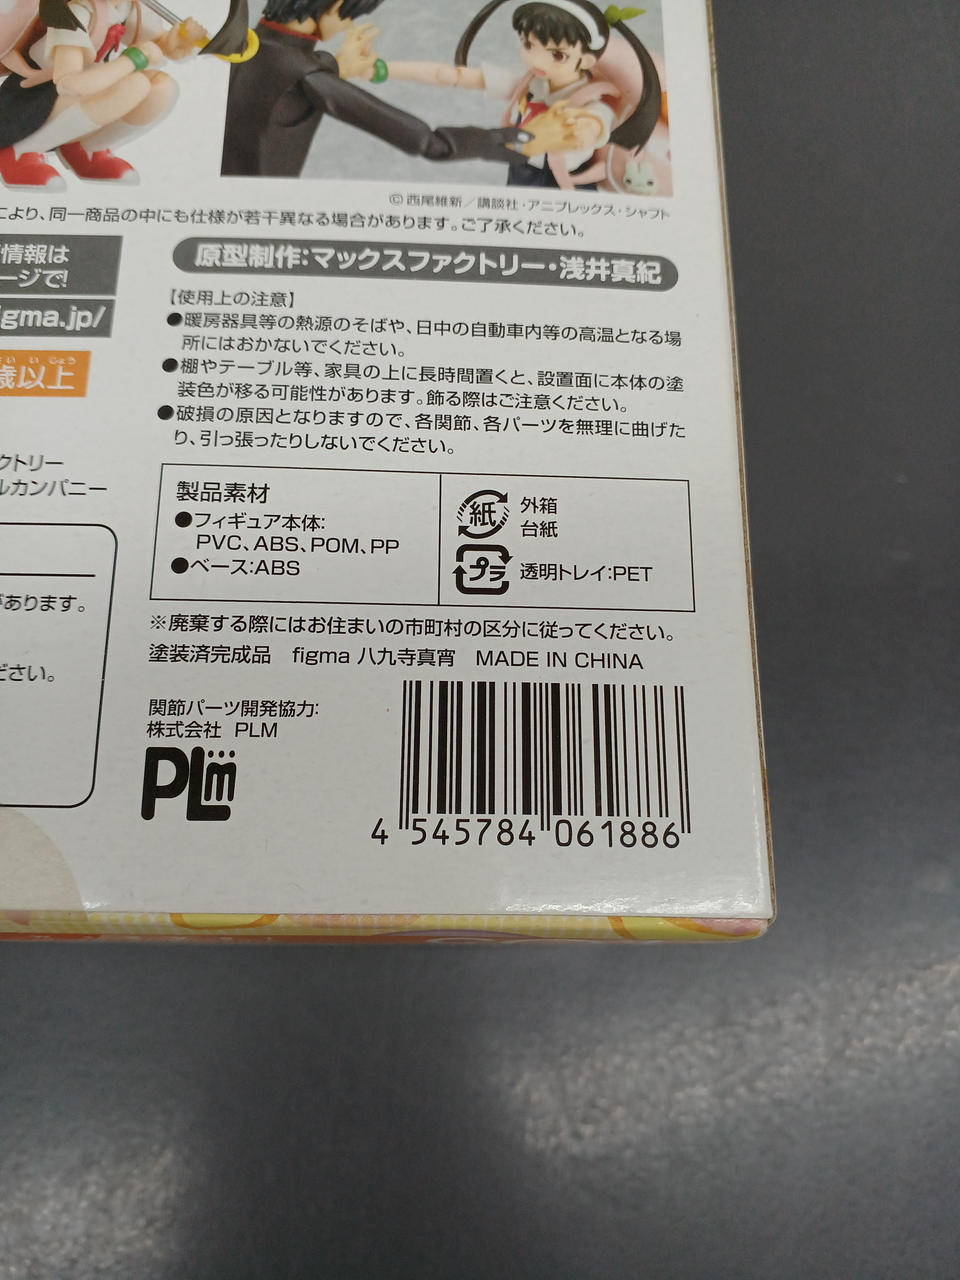 ©西尾維新／講談社・アニプレックス・シャフト
により、同一商品の中にも仕様が若干異なる場合があります。ご了承ください。
情報は
ージで!
igma.jp/
歳以上
クトリー
ルカンパニー
があります。
ださい。
原型制作:マックスファクトリー・浅井真紀
【使用上の注意】
●暖房器具等の熱源のそばや、日中の自動車内等の高温となる場
所にはおかないでください。
●棚やテーブル等、家具の上に長時間置くと、設置面に本体の塗
装色が移る可能性があります。飾る際はご注意ください。
●破損の原因となりますので、各関節、各パーツを無理に曲げた
り、引っ張ったりしないでください。
製品素材
●フィギュア本体:
PVC、ABS、POM、PP
●ベース:ABS
紙
外箱
台紙
プラ
透明トレイ:PET
※廃棄する際にはお住まいの市町村の区分に従ってください。
塗装済完成品 figma 八九寺真宵 MADE IN CHINA
関節パーツ開発協力:
株式会社 PLM
PLm
4 545784 061886